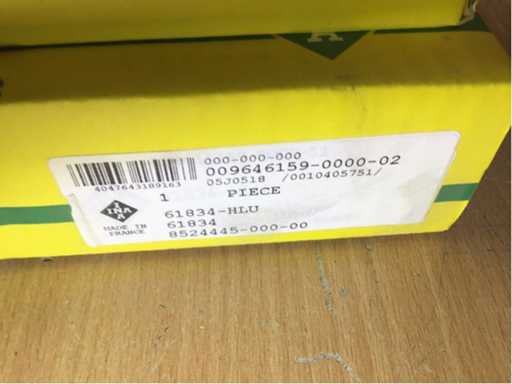 000-000-000
009646159-0000-02
05J0518 /0010405751/
4047643189163
1 PIECE
INA
61834-HLU
61834
MADE IN
FRANCE
8524445-000-00